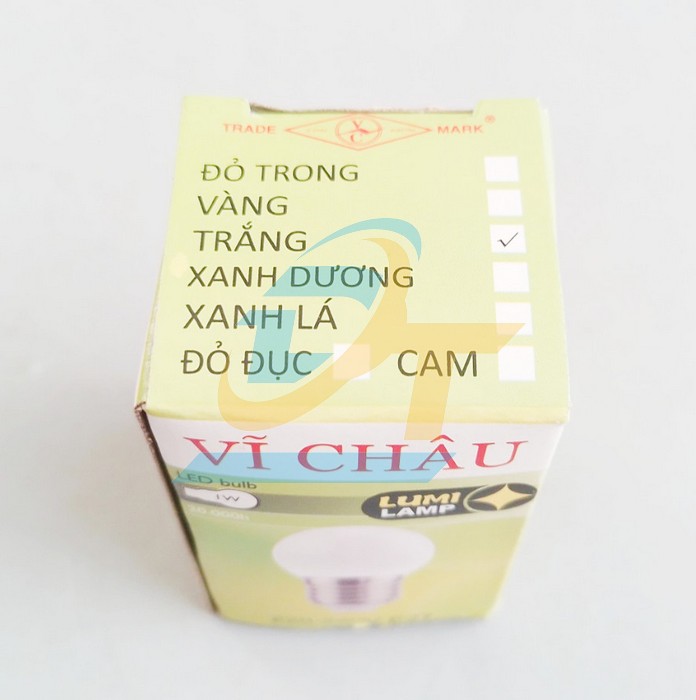 TRADE MARK®
ĐỎ TRONG
VÀNG
TRẮNG ✓
XANH DƯƠNG
XANH LÁ
ĐỎ ĐỤC CAM
VĨ CHÂU
LED bulb
1W
LUMI
LAMP